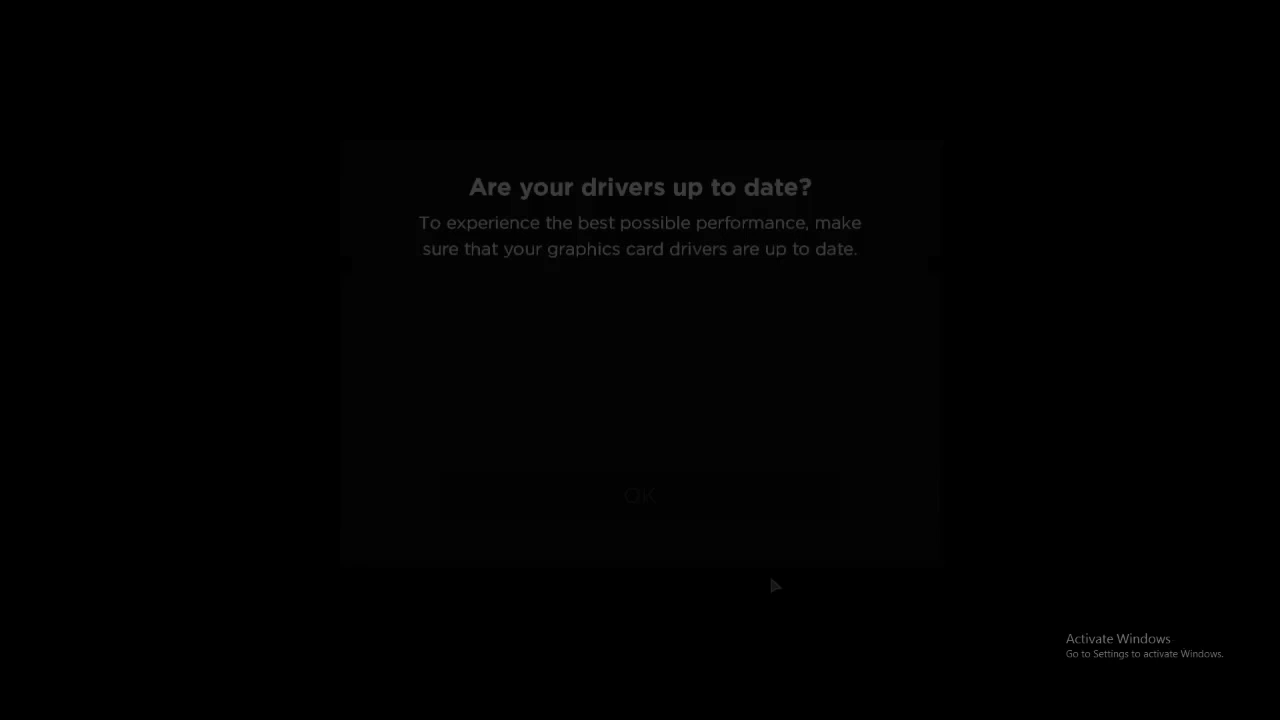 Are your drivers up to date?
To experience the best possible performance, make
sure that your graphics card drivers are up to date.
OK
Activate Windows
Go to Settings to activate Windows.